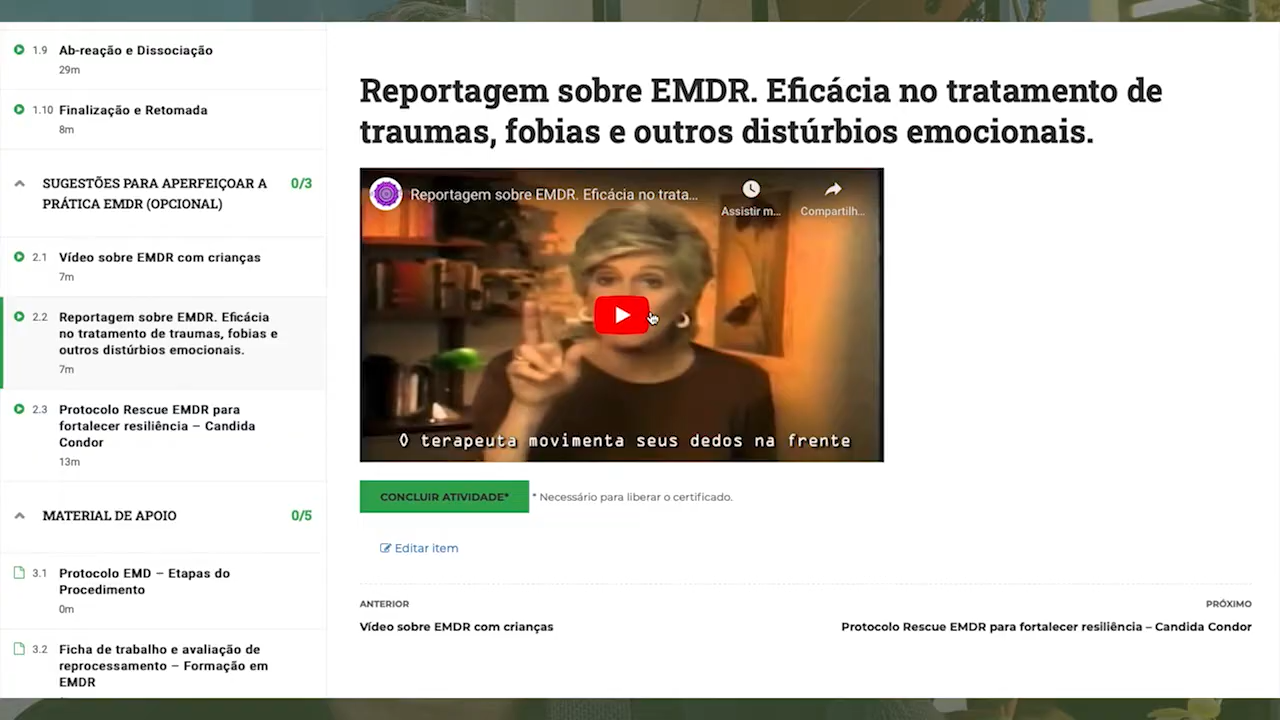 1.9 Ab-reação e Dissociação
29m
1.10 Finalização e Retomada
8m
SUGESTÕES PARA APERFEIÇOAR A 0/3
PRÁTICA EMDR (OPCIONAL)
2.1 Vídeo sobre EMDR com crianças
7m
2.2 Reportagem sobre EMDR. Eficácia
no tratamento de traumas, fobias e
outros distúrbios emocionais.
7m
2.3 Protocolo Rescue EMDR para
fortalecer resiliência – Candida
Condor
13m
MATERIAL DE APOIO 0/5
3.1 Protocolo EMD – Etapas do
Procedimento
0m
3.2 Ficha de trabalho e avaliação de
reprocessamento – Formação em
EMDR
Reportagem sobre EMDR. Eficácia no tratamento de
traumas, fobias e outros distúrbios emocionais.
Reportagem sobre EMDR. Eficácia no trata...
Assistir m...
Compartilh...
O terapeuta movimenta seus dedos na frente
CONCLUIR ATIVIDADE* * Necessário para liberar o certificado.
Editar item
ANTERIOR
Vídeo sobre EMDR com crianças
PRÓXIMO
Protocolo Rescue EMDR para fortalecer resiliência – Candida Condor